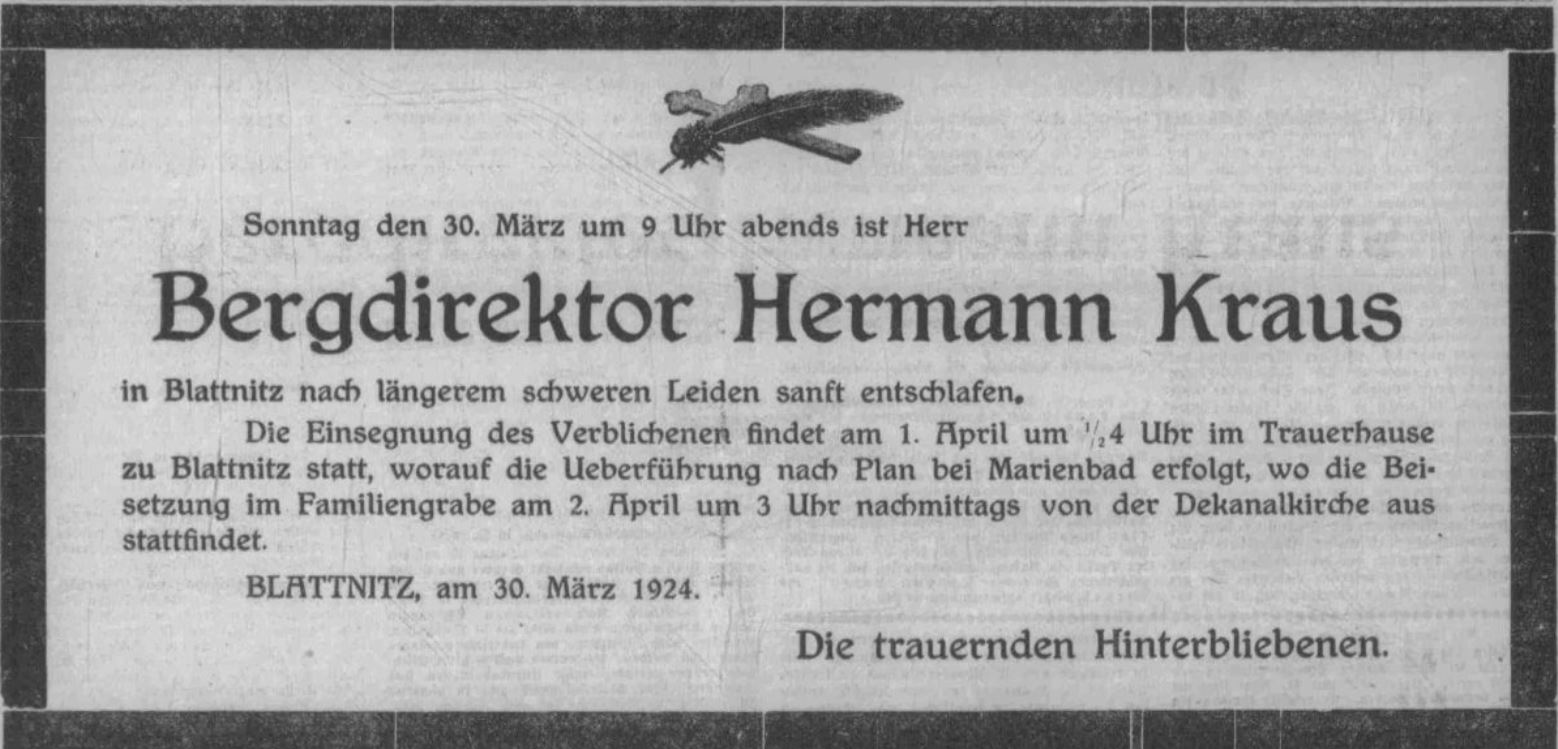 Sonntag den 30. März um 9 Uhr abends ist Herr
Bergdirektor Hermann Kraus
in Blattnitz nach längerem schweren Leiden sanft entschlafen.
Die Einsegnung des Verblichenen findet am 1. April um ½4 Uhr im Trauerhause
zu Blattnitz statt, worauf die Ueberführung nach Plan bei Marienbad erfolgt, wo die Bei-
setzung im Familiengrabe am 2. April um 3 Uhr nachmittags von der Dekanalkirche aus
stattfindet.
BLATTNITZ, am 30. März 1924.
Die trauernden Hinterbliebenen.